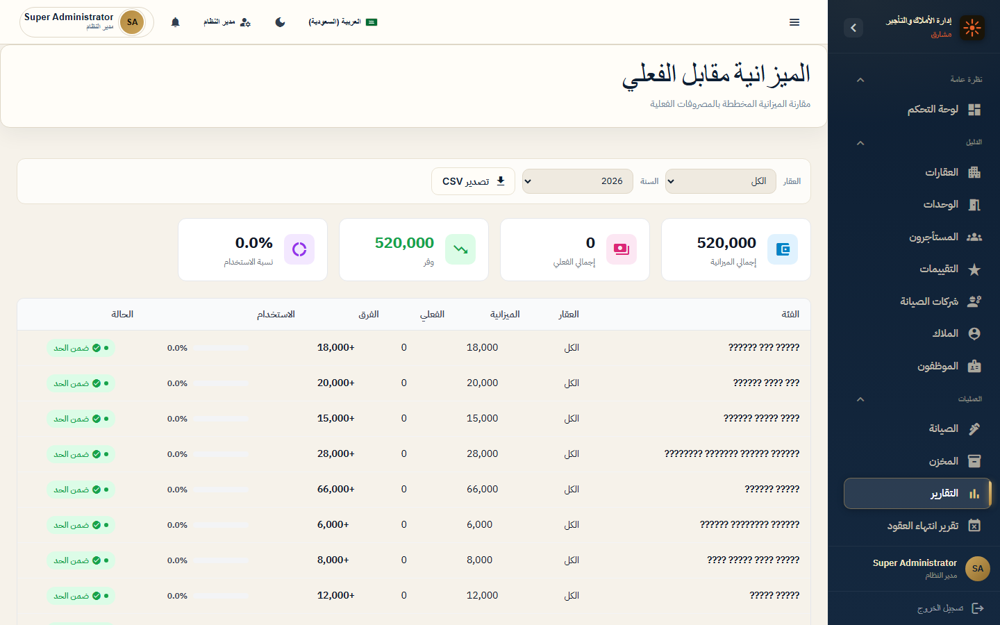 إدارة الأملاك والتأجير
مشارق
نظرة عامة
لوحة التحكم
الدليل
العقارات
الوحدات
المستأجرون
التقييمات
شركات الصيانة
الملاك
الموظفون
العمليات
الصيانة
المخزن
التقارير
تقرير انتهاء العقود
SA
Super Administrator
مدير النظام
تسجيل الخروج
العربية (السعودية)
مدير النظام
SA
Super Administrator
مدير النظام
الميزانية مقابل الفعلي
مقارنة الميزانية المخططة بالمصروفات الفعلية
العقار الكل السنة 2026 تصدير CSV
520,000
إجمالي الميزانية
0
إجمالي الفعلي
520,000
وفر
0.0%
نسبة الاستخدام
الفئة العقار الميزانية الفعلي الفرق الاستخدام الحالة
????? ??? ?????? الكل 18,000 0 +18,000 0.0% ضمن الحد
??? ???? ?????? الكل 20,000 0 +20,000 0.0% ضمن الحد
???? ????? ?????? الكل 15,000 0 +15,000 0.0% ضمن الحد
?????? ?????? ??????? ???????? الكل 28,000 0 +28,000 0.0% ضمن الحد
????? ?????? الكل 66,000 0 +66,000 0.0% ضمن الحد
?????? ???????? ?????? الكل 6,000 0 +6,000 0.0% ضمن الحد
????? ???? ????? ???? الكل 8,000 0 +8,000 0.0% ضمن الحد
????? ????? الكل 12,000 0 +12,000 0.0% ضمن الحد